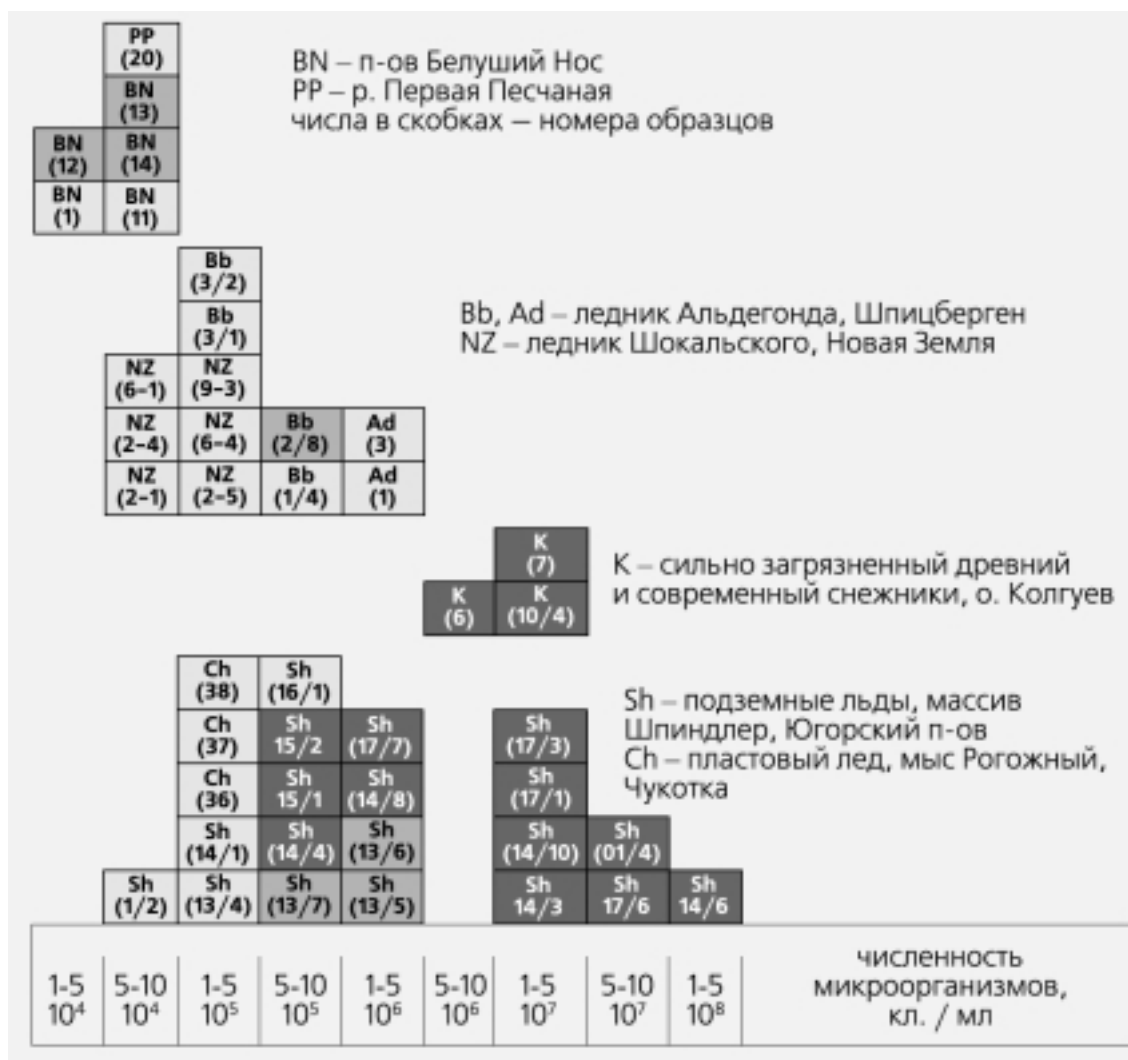 PP
(20)
BN
(13)
BN BN
(12) (14)
BN BN
(1) (11)
BN – п-ов Белуший Нос
PP – р. Первая Песчаная
числа в скобках — номера образцов
Bb
(3/2)
Bb
(3/1)
NZ NZ
(6–1) (9–3)
NZ NZ Bb Ad
(2–4) (6–4) (2/8) (3)
NZ NZ Bb Ad
(2–1) (2–5) (1/4) (1)
Bb, Ad – ледник Альдегонда, Шпицберген
NZ – ледник Шокальского, Новая Земля
K
(7)
K K
(6) (10/4)
K – сильно загрязненный древний
и современный снежники, о. Колгуев
Ch Sh
(38) (16/1)
Ch Sh Sh Sh
(37) 15/2 (17/7) (17/3)
Ch Sh Sh Sh
(36) 15/1 (14/8) (17/1)
Sh Sh Sh Sh Sh
(14/1) (14/4) (13/6) (14/10) (01/4)
Sh Sh Sh Sh Sh Sh Sh
(1/2) (13/4) (13/7) (13/5) 14/3 17/6 14/6
Sh – подземные льды, массив
Шпиндлер, Югорский п-ов
Ch – пластовый лед, мыс Рогожный,
Чукотка
1-5 5-10 1-5 5-10 1-5 5-10 1-5 5-10 1-5
10⁴ 10⁴ 10⁵ 10⁵ 10⁶ 10⁶ 10⁷ 10⁷ 10⁸
численность
микроорганизмов,
кл. / мл